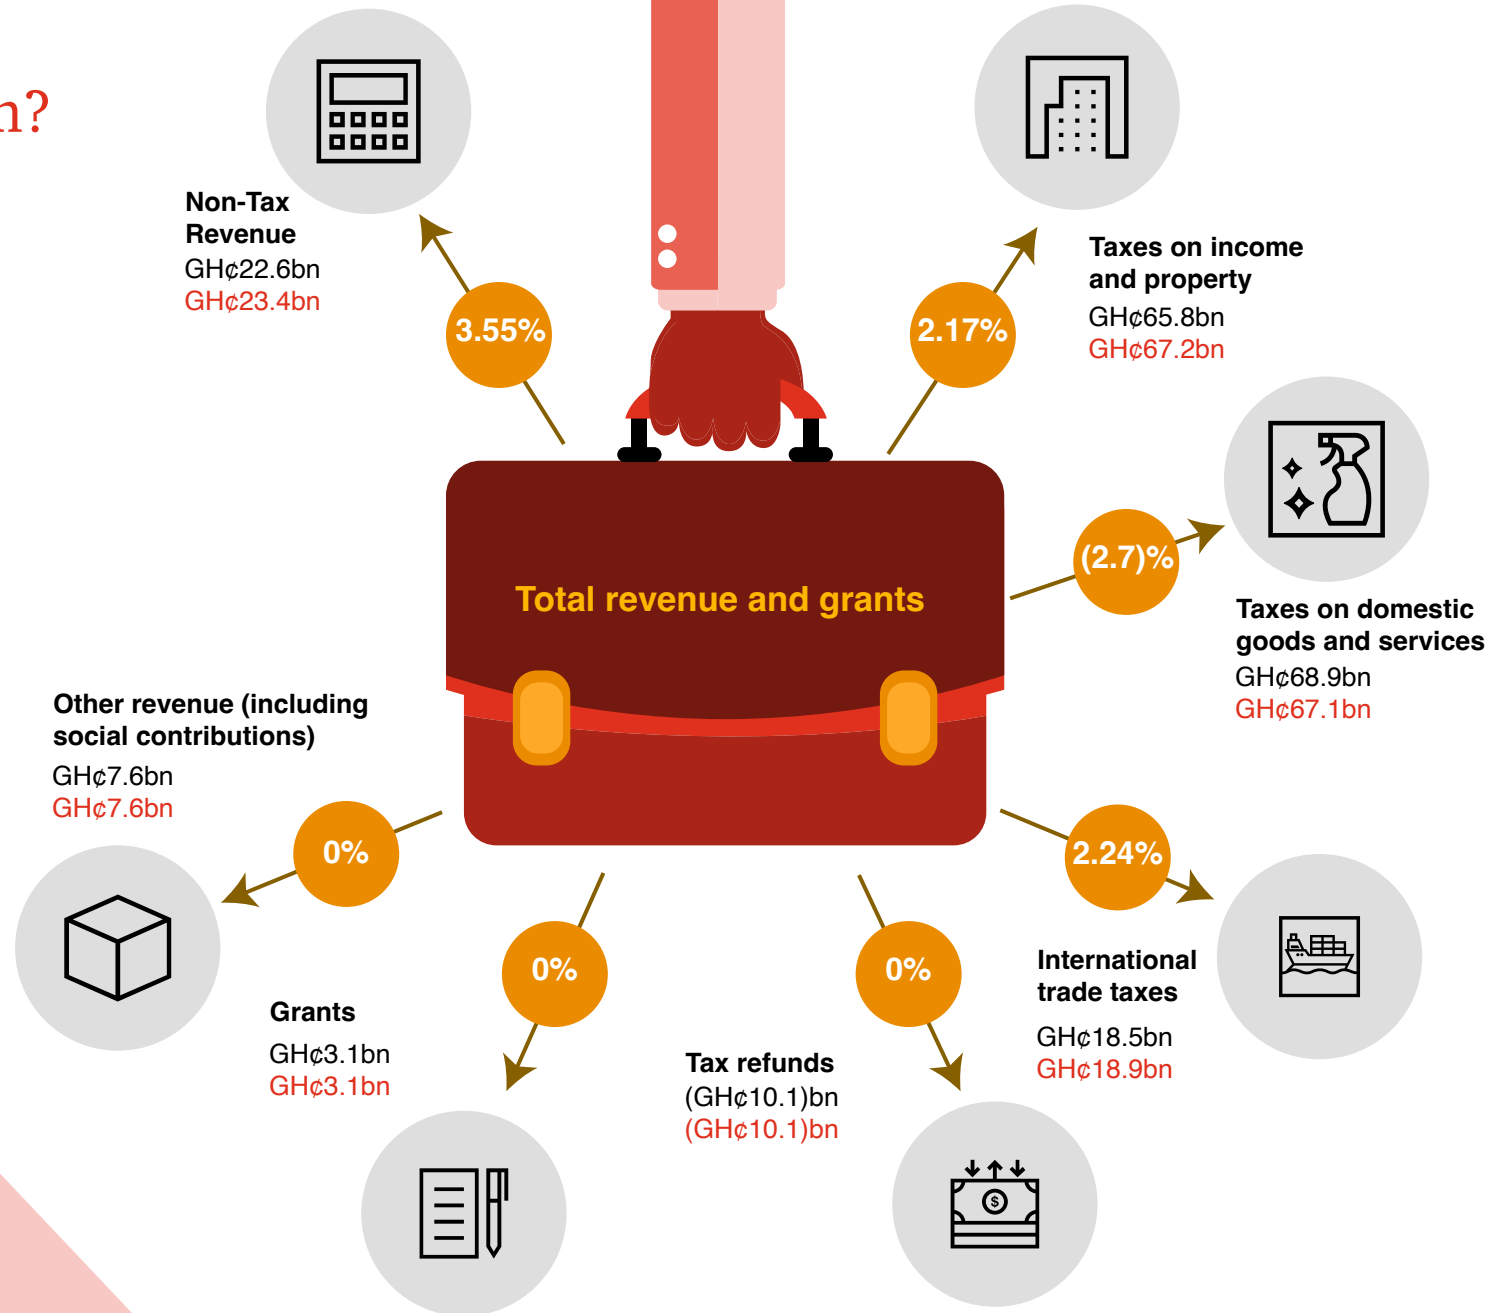 n?
Non-Tax
Revenue
GH¢22.6bn
GH¢23.4bn
3.55%
2.17%
Taxes on income
and property
GH¢65.8bn
GH¢67.2bn
(2.7)%
Taxes on domestic
goods and services
GH¢68.9bn
GH¢67.1bn
Total revenue and grants
Other revenue (including
social contributions)
GH¢7.6bn
GH¢7.6bn
0%
2.24%
International
trade taxes
GH¢18.5bn
GH¢18.9bn
0%
Grants
GH¢3.1bn
GH¢3.1bn
0%
Tax refunds
(GH¢10.1)bn
(GH¢10.1)bn
$